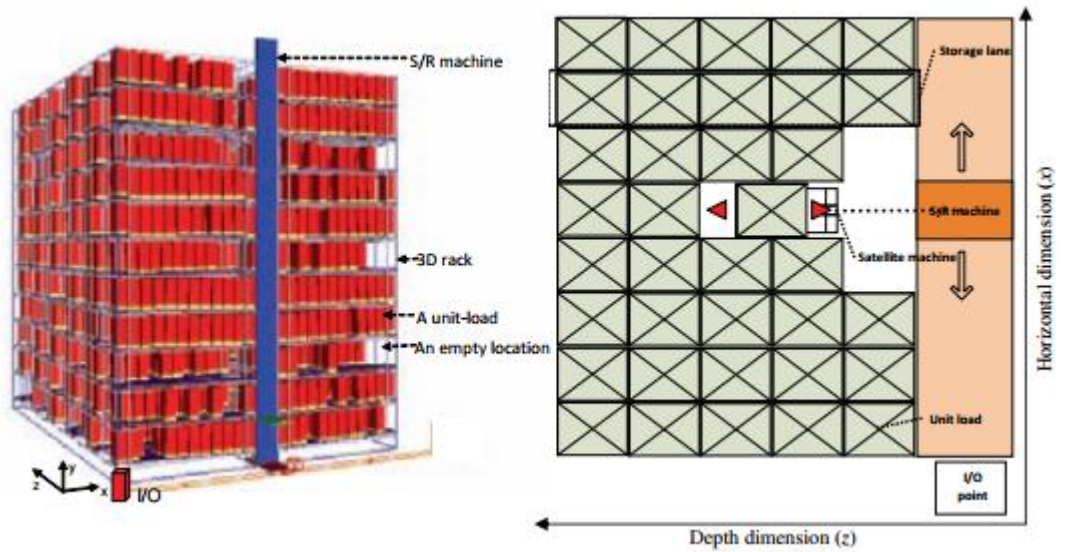 S/R machine
3D rack
A unit-load
An empty location
y
z
x
I/O
Storage lane
S/R machine
Satellite machine
Unit load
I/O
point
Horizontal dimension (x)
Depth dimension (z)